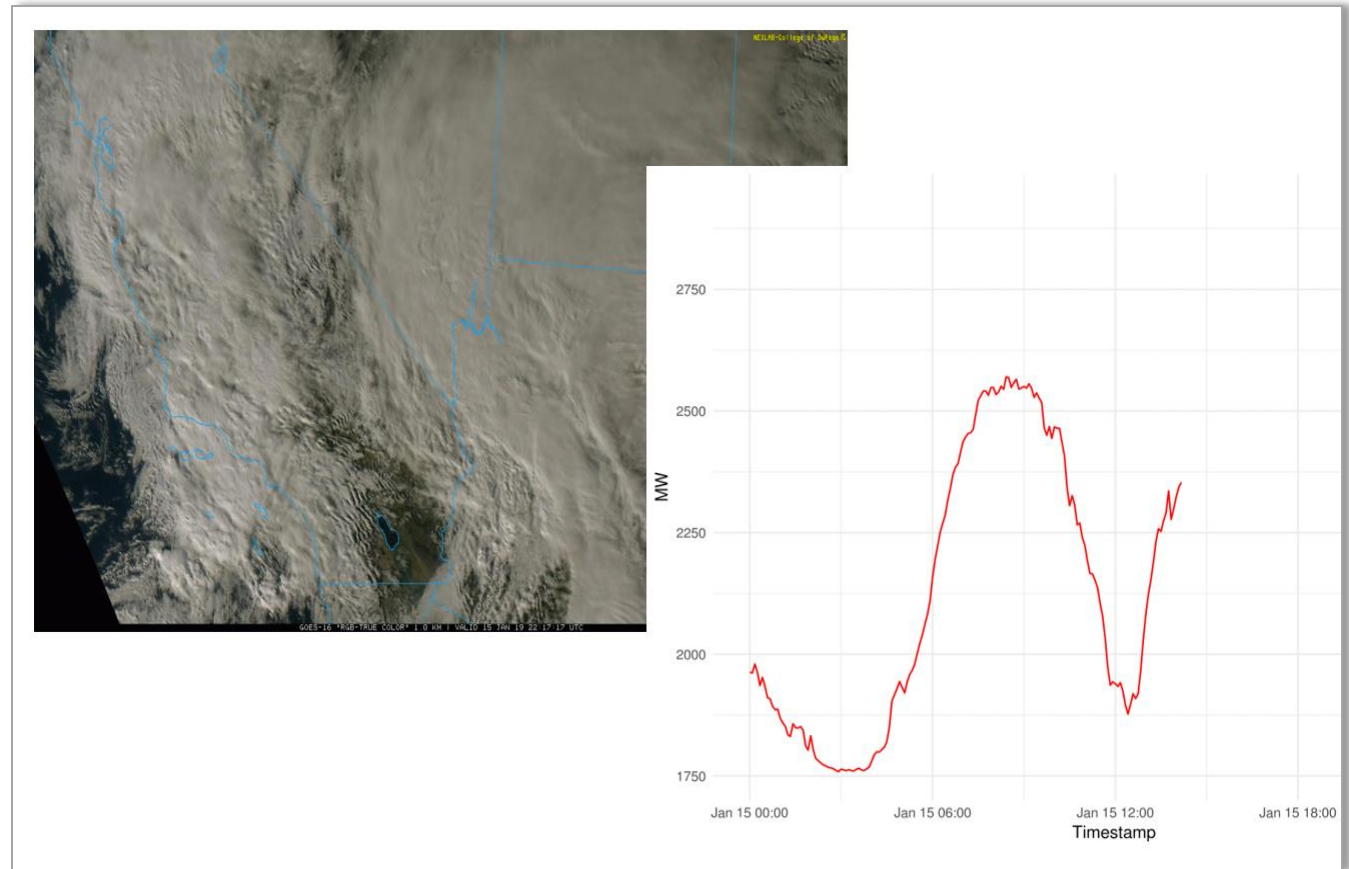 NEXLAB-College of DuPage
GOES-16 "RGB-TRUE COLOR" 1.0 KM | VALID 15 JAN 19 22:17:17 UTC
2750
2500
2250
2000
1750
MW
Jan 15 00:00
Jan 15 06:00
Jan 15 12:00
Jan 15 18:00
Timestamp